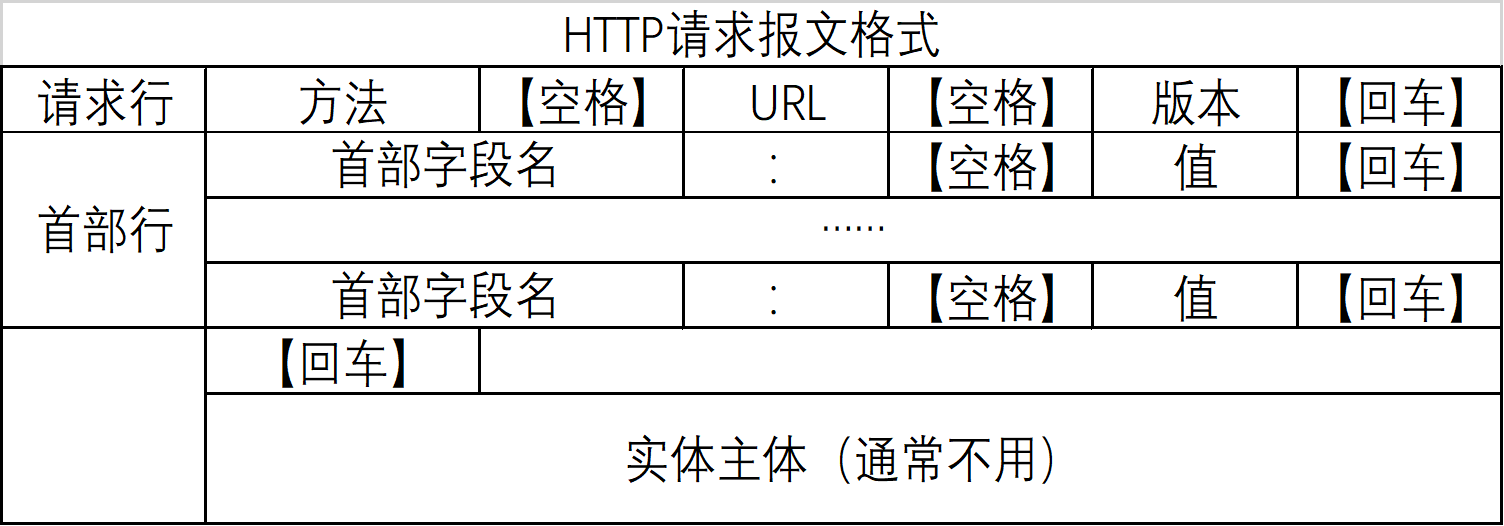 HTTP请求报文格式
请求行 方法 【空格】 URL 【空格】 版本 【回车】
首部字段名 : 【空格】 值 【回车】
首部行
……
首部字段名 : 【空格】 值 【回车】
【回车】
实体主体（通常不用）